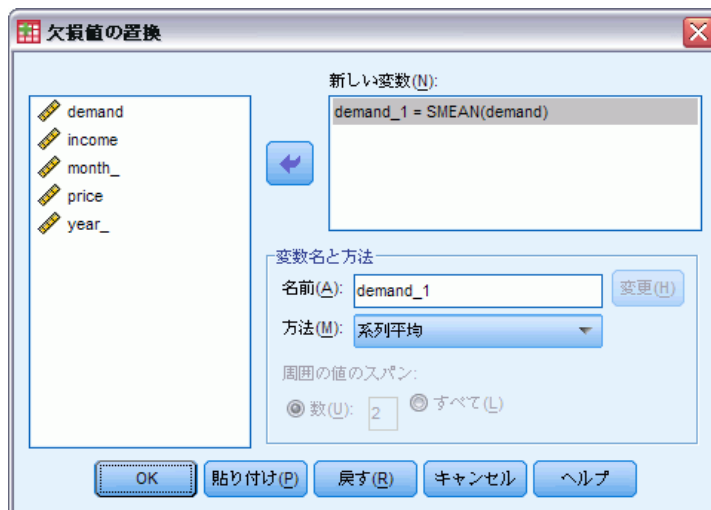 欠損値の置換
新しい変数(N):
demand
income
month_
price
year_
demand_1 = SMEAN(demand)
変数名と方法
名前(A): demand_1 変更(H)
方法(M): 系列平均
周囲の値のスパン:
数(U): 2 すべて(L)
OK 貼り付け(P) 戻す(R) キャンセル ヘルプ